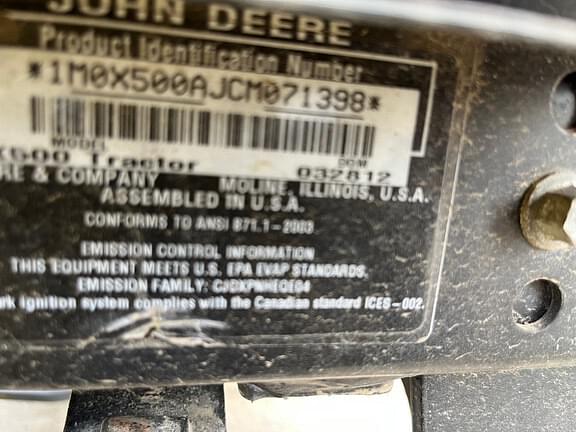 JOHN DEERE
Product Identification Number
*1M0X500AJCM071398*
MODEL DOM
X500 Tractor 032812
RE & COMPANY MOLINE, ILLINOIS, U.S.A.
ASSEMBLED IN U.S.A.
CONFORMS TO ANSI B71.1-2003
EMISSION CONTROL INFORMATION
THIS EQUIPMENT MEETS U.S. EPA EVAP STANDARDS.
EMISSION FAMILY:
rk ignition system complies with the Canadian standard ICES-002.